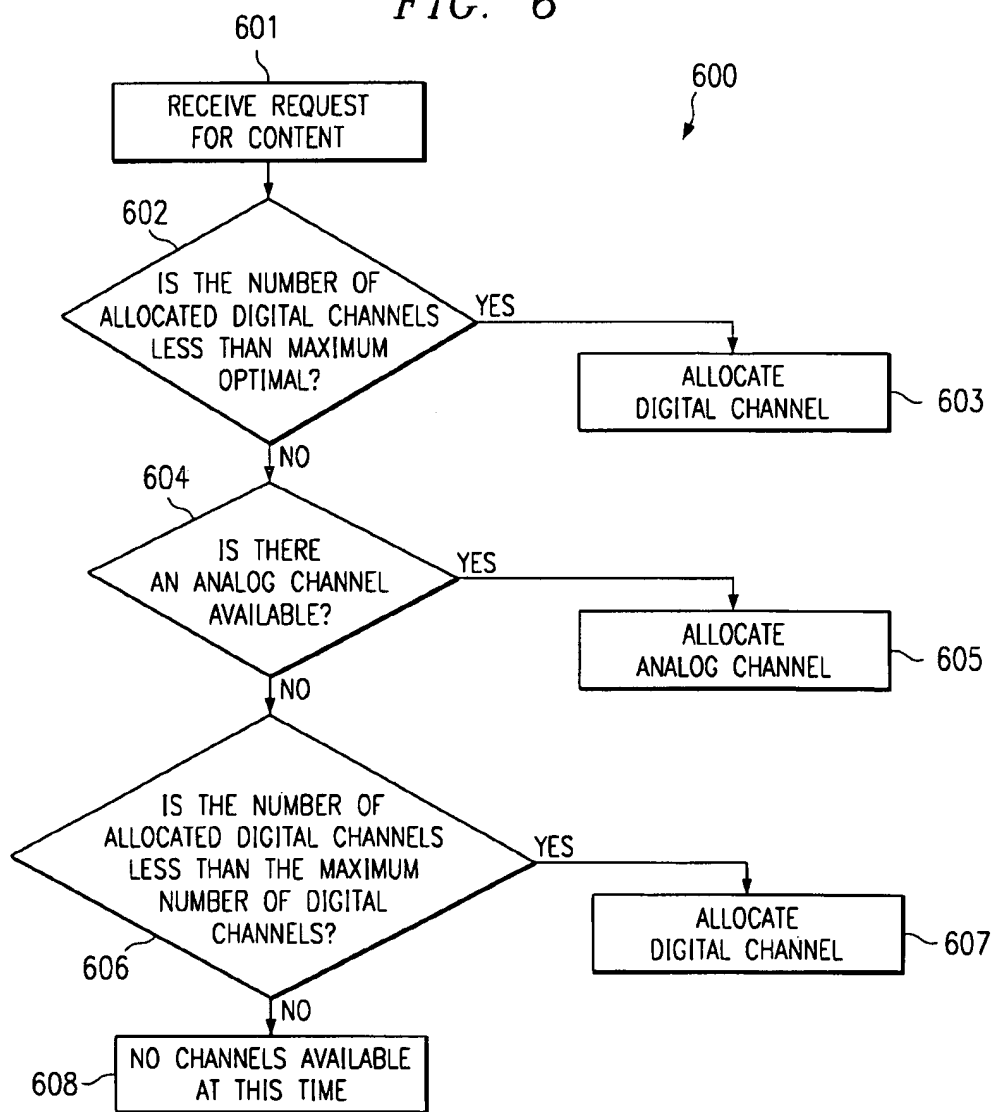 FIG. 6
601
600
RECEIVE REQUEST
FOR CONTENT
602
IS THE NUMBER OF
ALLOCATED DIGITAL CHANNELS
LESS THAN MAXIMUM
OPTIMAL?
YES
ALLOCATE
DIGITAL CHANNEL
603
NO
604
IS THERE
AN ANALOG CHANNEL
AVAILABLE?
YES
ALLOCATE
ANALOG CHANNEL
605
NO
IS THE NUMBER OF
ALLOCATED DIGITAL CHANNELS
LESS THAN THE MAXIMUM
NUMBER OF DIGITAL
CHANNELS?
YES
ALLOCATE
DIGITAL CHANNEL
607
606
NO
NO CHANNELS AVAILABLE
AT THIS TIME
608